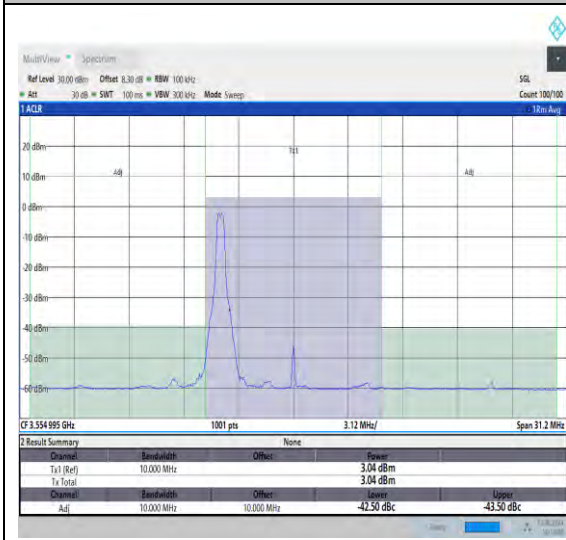 MultiView Spectrum
Ref Level 30.00 dBm Offset 8.30 dB RBW 100 kHz SGL
Att 30 dB SWT 100 ms VBW 300 kHz Mode Sweep Count 100/100
1 ACLR 1Rm Avg
Tx1
20 dBm
Adj Adj
10 dBm
0 dBm
-10 dBm
-20 dBm
-30 dBm
-40 dBm
-50 dBm
-60 dBm
CF 3.554 995 GHz 1001 pts 3.12 MHz/ Span 31.2 MHz
2 Result Summary None
Channel Bandwidth Offset Power
Tx1 (Ref) 10.000 MHz 3.04 dBm
Tx Total 3.04 dBm
Channel Bandwidth Offset Lower Upper
Adj 10.000 MHz 10.000 MHz -42.50 dBc -43.50 dBc